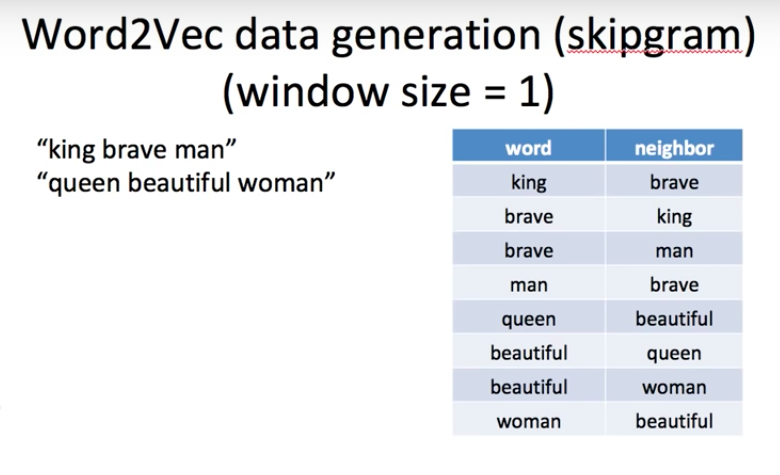 Word2Vec data generation (skipgram)
(window size = 1)
“king brave man”
“queen beautiful woman”
word neighbor
king brave
brave king
brave man
man brave
queen beautiful
beautiful queen
beautiful woman
woman beautiful